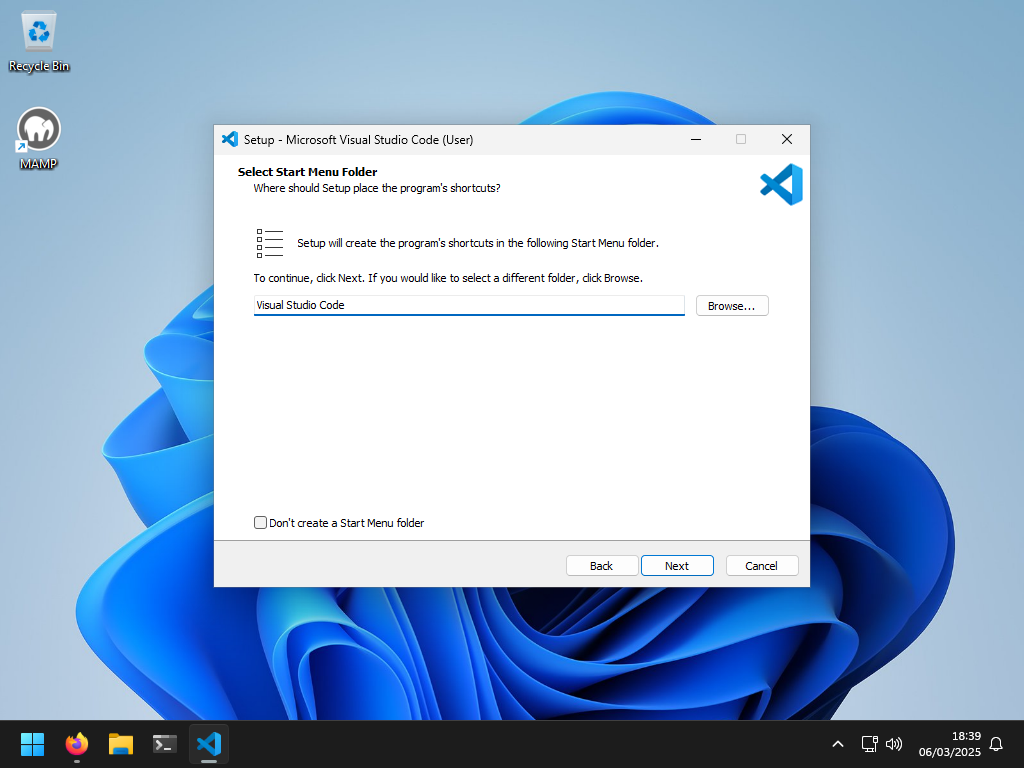 Recycle Bin
MAMP
Setup - Microsoft Visual Studio Code (User)
Select Start Menu Folder
Where should Setup place the program's shortcuts?
Setup will create the program's shortcuts in the following Start Menu folder.
To continue, click Next. If you would like to select a different folder, click Browse.
Visual Studio Code
Browse...
Don't create a Start Menu folder
Back
Next
Cancel
18:39
06/03/2025